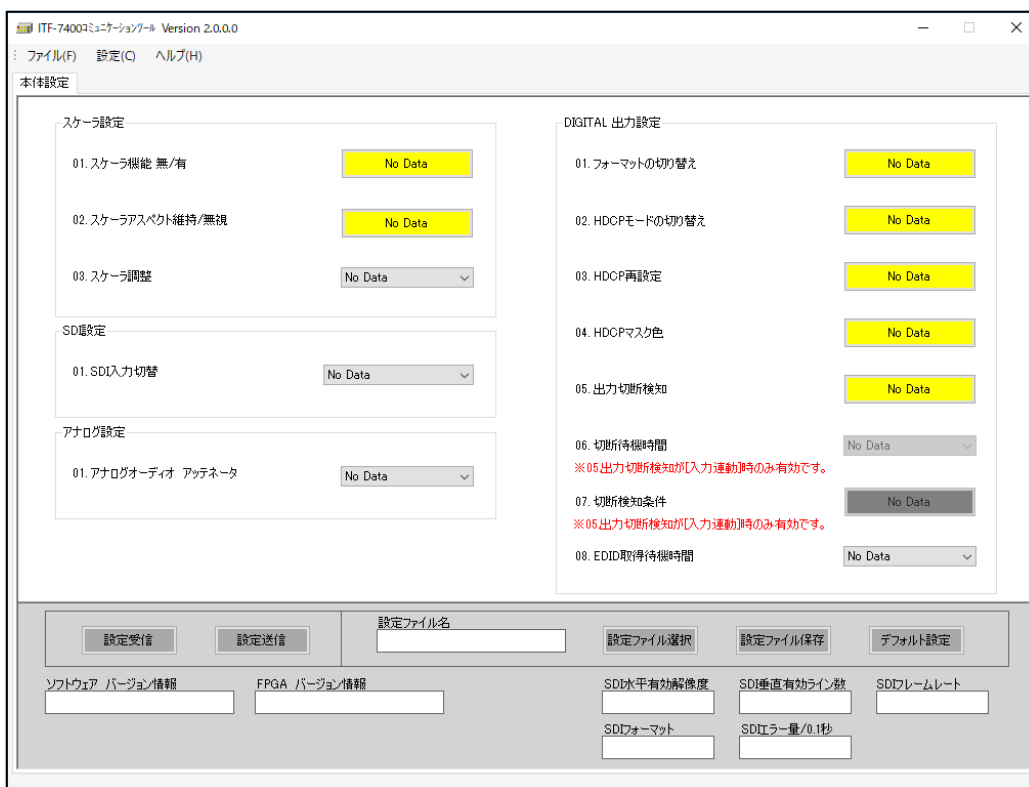 ITF-7400ｺﾐｭﾆｹｰｼｮﾝﾂｰﾙ Version 2.0.0.0
ファイル(F) 設定(C) ヘルプ(H)
本体設定
スケーラ設定
01. スケーラ機能 無/有 No Data
02. スケーラアスペクト維持/無視 No Data
03. スケーラ調整 No Data
SDI設定
01. SDI入力切替 No Data
アナログ設定
01. アナログオーディオ アッテネータ No Data
DIGITAL 出力設定
01. フォーマットの切り替え No Data
02. HDCPモードの切り替え No Data
03. HDCP再設定 No Data
04. HDCPマスク色 No Data
05. 出力切断検知 No Data
06. 切断待機時間 No Data
※05.出力切断検知が[入力連動]時のみ有効です。
07. 切断検知条件 No Data
※05.出力切断検知が[入力連動]時のみ有効です。
08. EDID取得待機時間 No Data
設定受信 設定送信
設定ファイル名
設定ファイル選択 設定ファイル保存 デフォルト設定
ソフトウェア バージョン情報 FPGA バージョン情報
SDI水平有効解像度 SDI垂直有効ライン数 SDIフレームレート
SDIフォーマット SDIエラー量/0.1秒